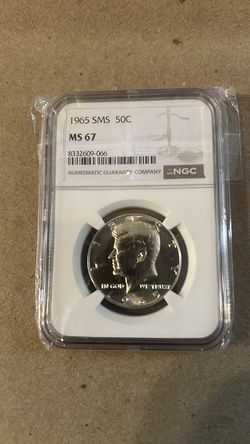 1965 SMS 50C
MS 67
8332609-066
NUMISMATIC GUARANTY COMPANY
NGC
IN GOD WE TRUST